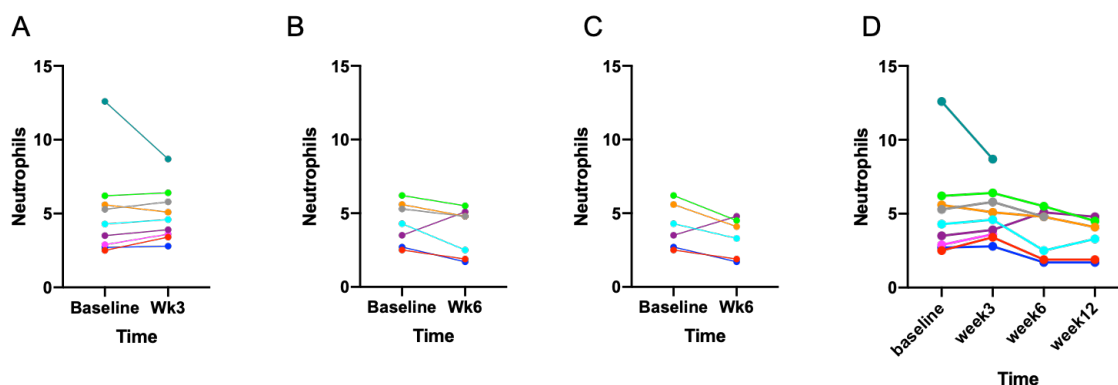 A
B
C
D
15
10
5
0
Neutrophils
Baseline
Wk3
Time
15
10
5
0
Neutrophils
Baseline
Wk6
Time
15
10
5
0
Neutrophils
Baseline
Wk6
Time
15
10
5
0
Neutrophils
baseline
week3
week6
week12
Time